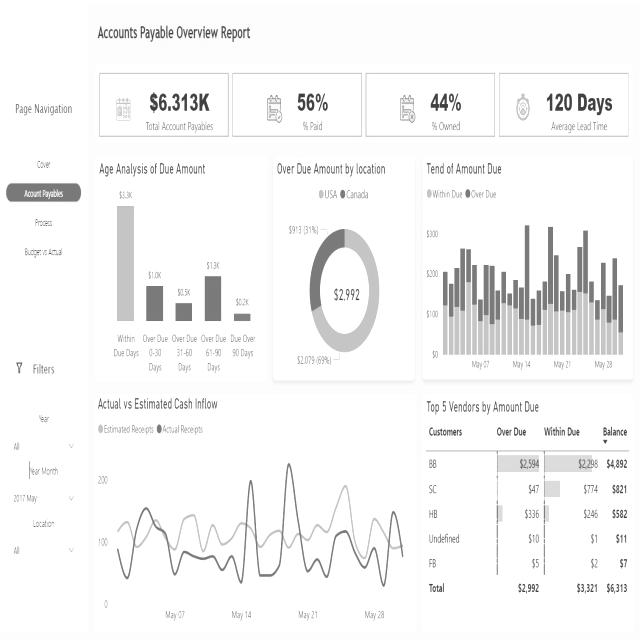 Accounts Payable Overview Report
Page Navigation
Cover
Account Payables
Process
Budget vs Actual
Filters
Year
All
Year Month
2017 May
Location
All
$6.313K
Total Account Payables
56%
% Paid
44%
% Owned
120 Days
Average Lead Time
Age Analysis of Due Amount
$3.3K
$1.0K
$0.5K
$1.3K
$0.2K
Within Due Days
Over Due 0-30 Days
Over Due 31-60 Days
Over Due 61-90 Days
Due Over 90 Days
Over Due Amount by location
USA Canada
$913 (31%)
$2,992
$2,079 (69%)
Tend of Amount Due
Within Due Over Due
$300
$200
$100
$0
May 07 May 14 May 21 May 28
Actual vs Estimated Cash Inflow
Estimated Receipts Actual Receipts
200
100
0
May 07 May 14 May 21 May 28
Top 5 Vendors by Amount Due
Customers Over Due Within Due Balance
BB $2,594 $2,298 $4,892
SC $47 $774 $821
HB $336 $246 $582
Undefined $10 $1 $11
FB $5 $2 $7
Total $2,992 $3,321 $6,313